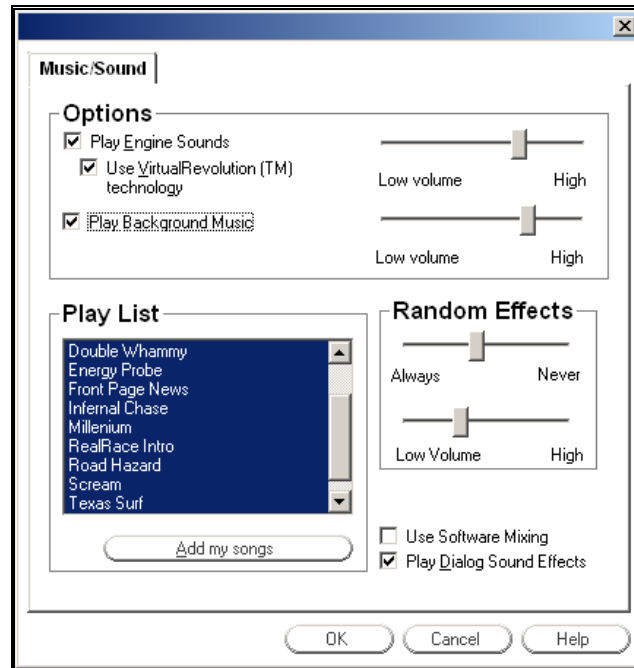 Music/Sound
Options
Play Engine Sounds
Use VirtualRevolution (TM)
technology
Low volume High
Play Background Music
Low volume High
Play List
Double Whammy
Energy Probe
Front Page News
Infernal Chase
Millenium
RealRace Intro
Road Hazard
Scream
Texas Surf
Add my songs
Random Effects
Always Never
Low Volume High
Use Software Mixing
Play Dialog Sound Effects
OK Cancel Help